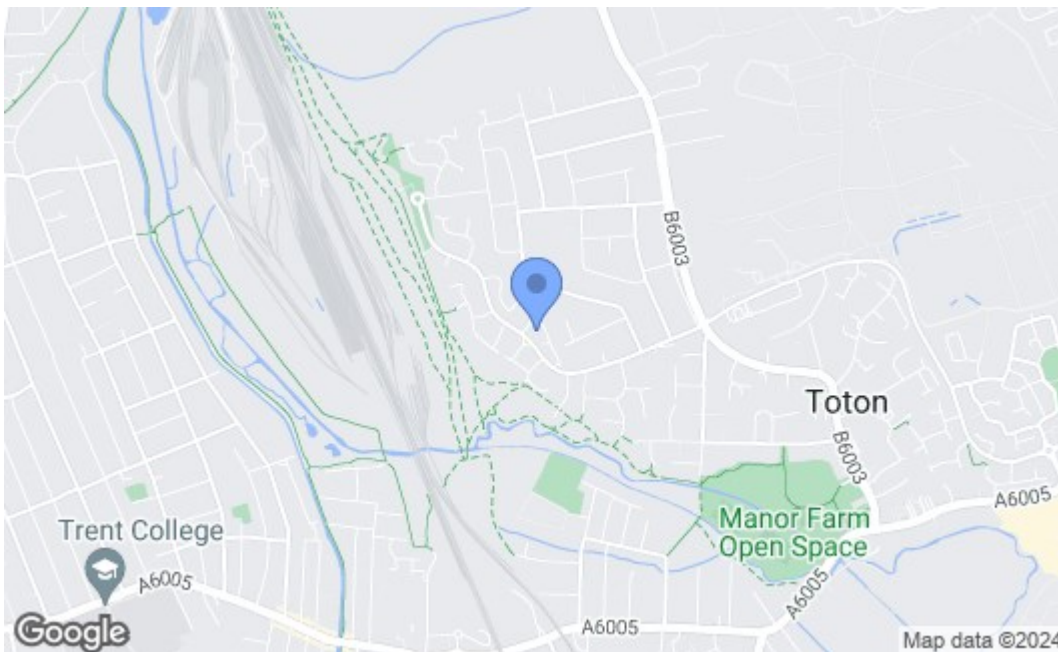 B6003
Toton
B6003
A6005
Manor Farm
Open Space
Trent College
A6005
A6005
A6005
Google
Map data ©2024